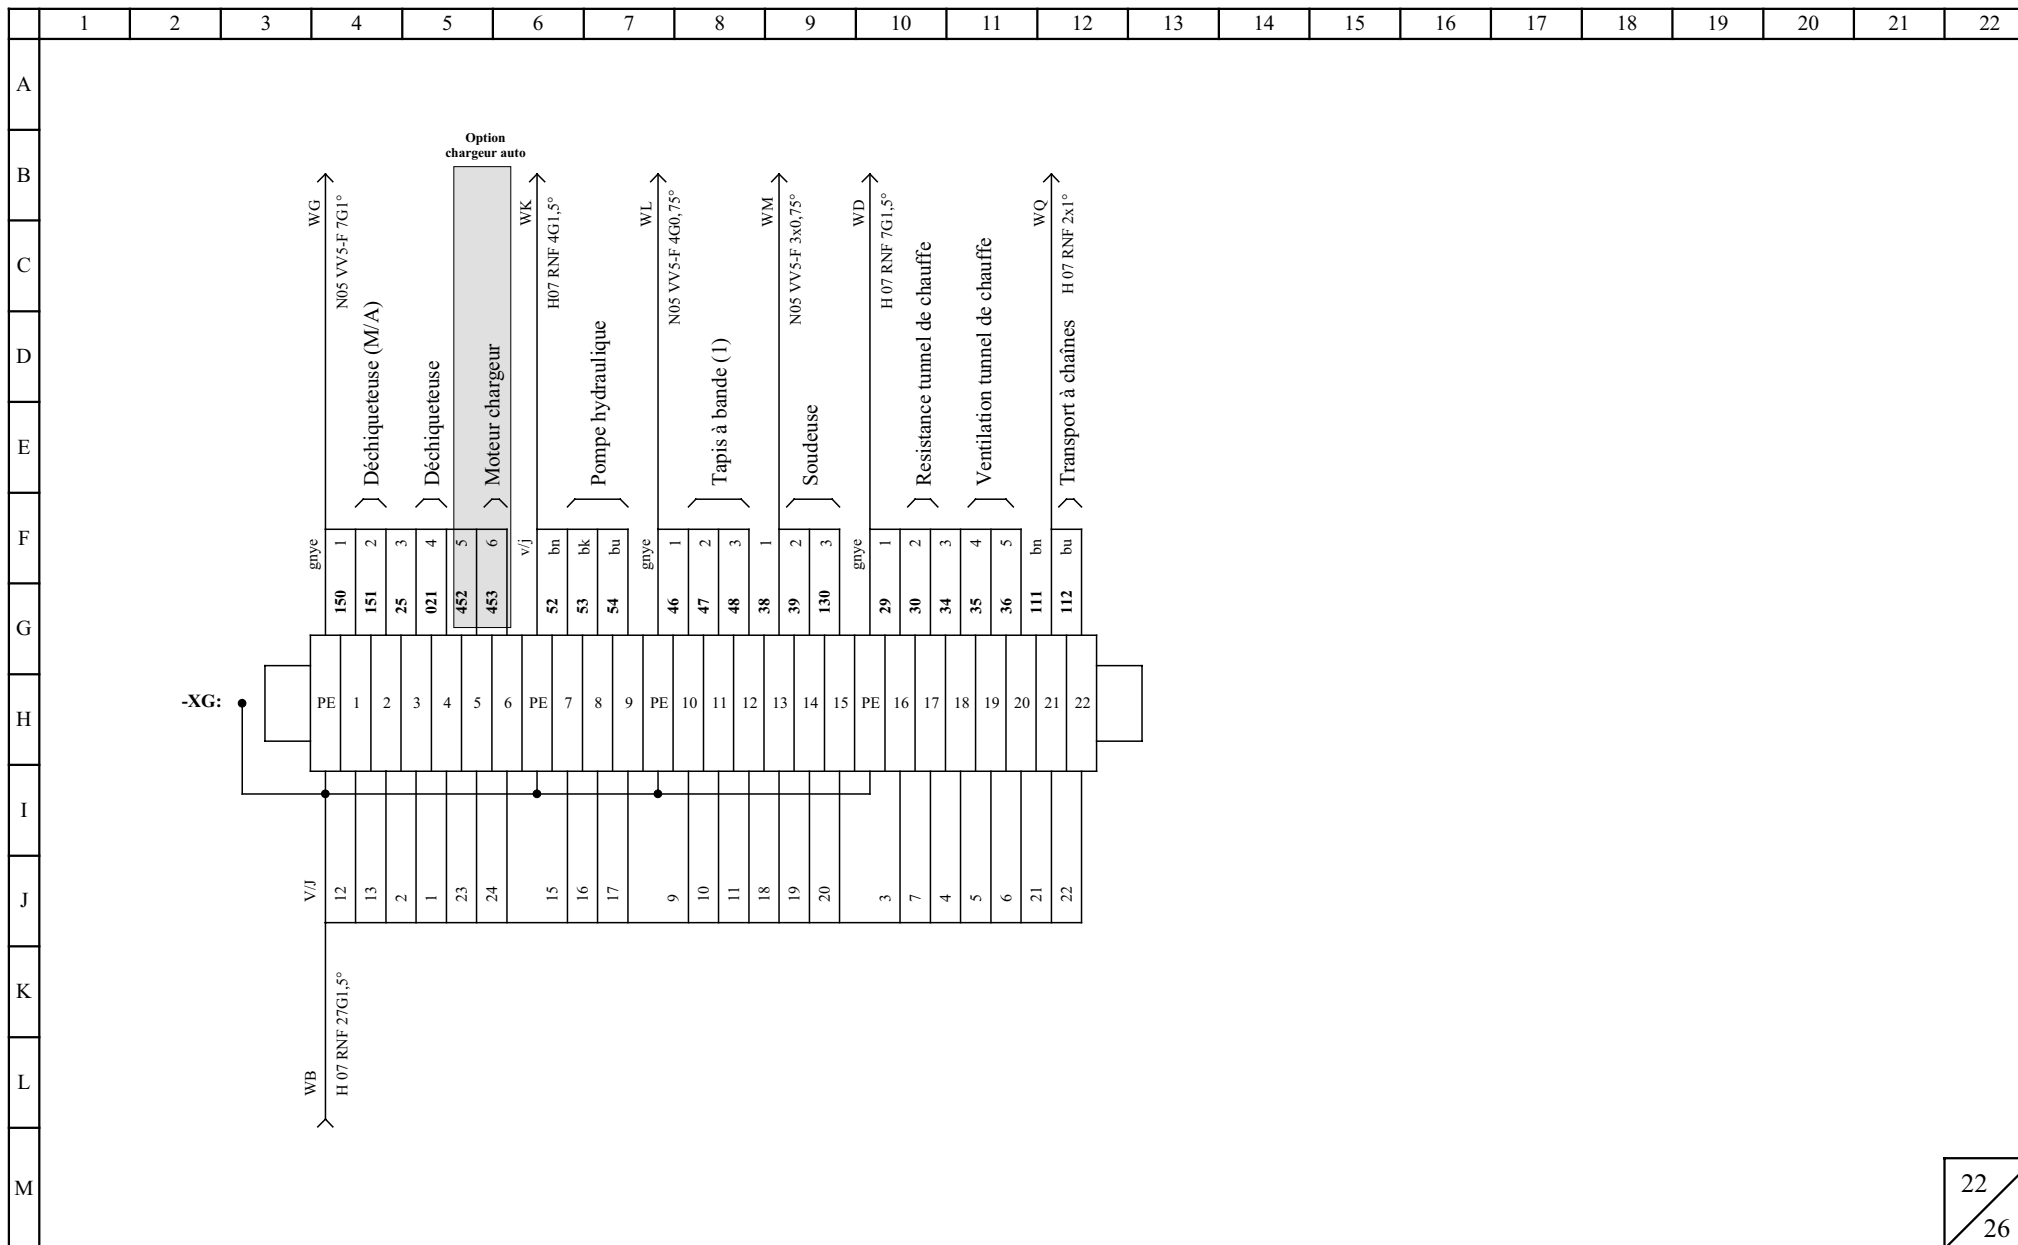 1 2 3 4 5 6 7 8 9 10 11 12 13 14 15 16 17 18 19 20 21 22
A
B
C
D
E
F
G
H
I
J
K
L
M
Option
chargeur auto
WG
N05 VV5-F 7G1°
WK
H07 RNF 4G1,5°
WL
N05 VV5-F 4G0,75°
WM
N05 VV5-F 3x0,75°
WD
H 07 RNF 7G1,5°
WQ
H 07 RNF 2x1°
Déchiqueteuse (M/A)
Déchiqueteuse
Moteur chargeur
Pompe hydraulique
Tapis à bande (1)
Soudeuse
Resistance tunnel de chauffe
Ventilation tunnel de chauffe
Transport à chaînes
gnye 1 2 3 4 5 6 v/j bn bk bu gnye 1 2 3 1 2 3 gnye 1 2 3 4 5 bn bu
150 151 25 021 452 453 52 53 54 46 47 48 38 39 130 29 30 34 35 36 111 112
-XG:
PE 1 2 3 4 5 6 PE 7 8 9 PE 10 11 12 13 14 15 PE 16 17 18 19 20 21 22
V/J 12 13 2 1 23 24 15 16 17 9 10 11 18 19 20 3 7 4 5 6 21 22
WB
H 07 RNF 27G1,5°
22
26